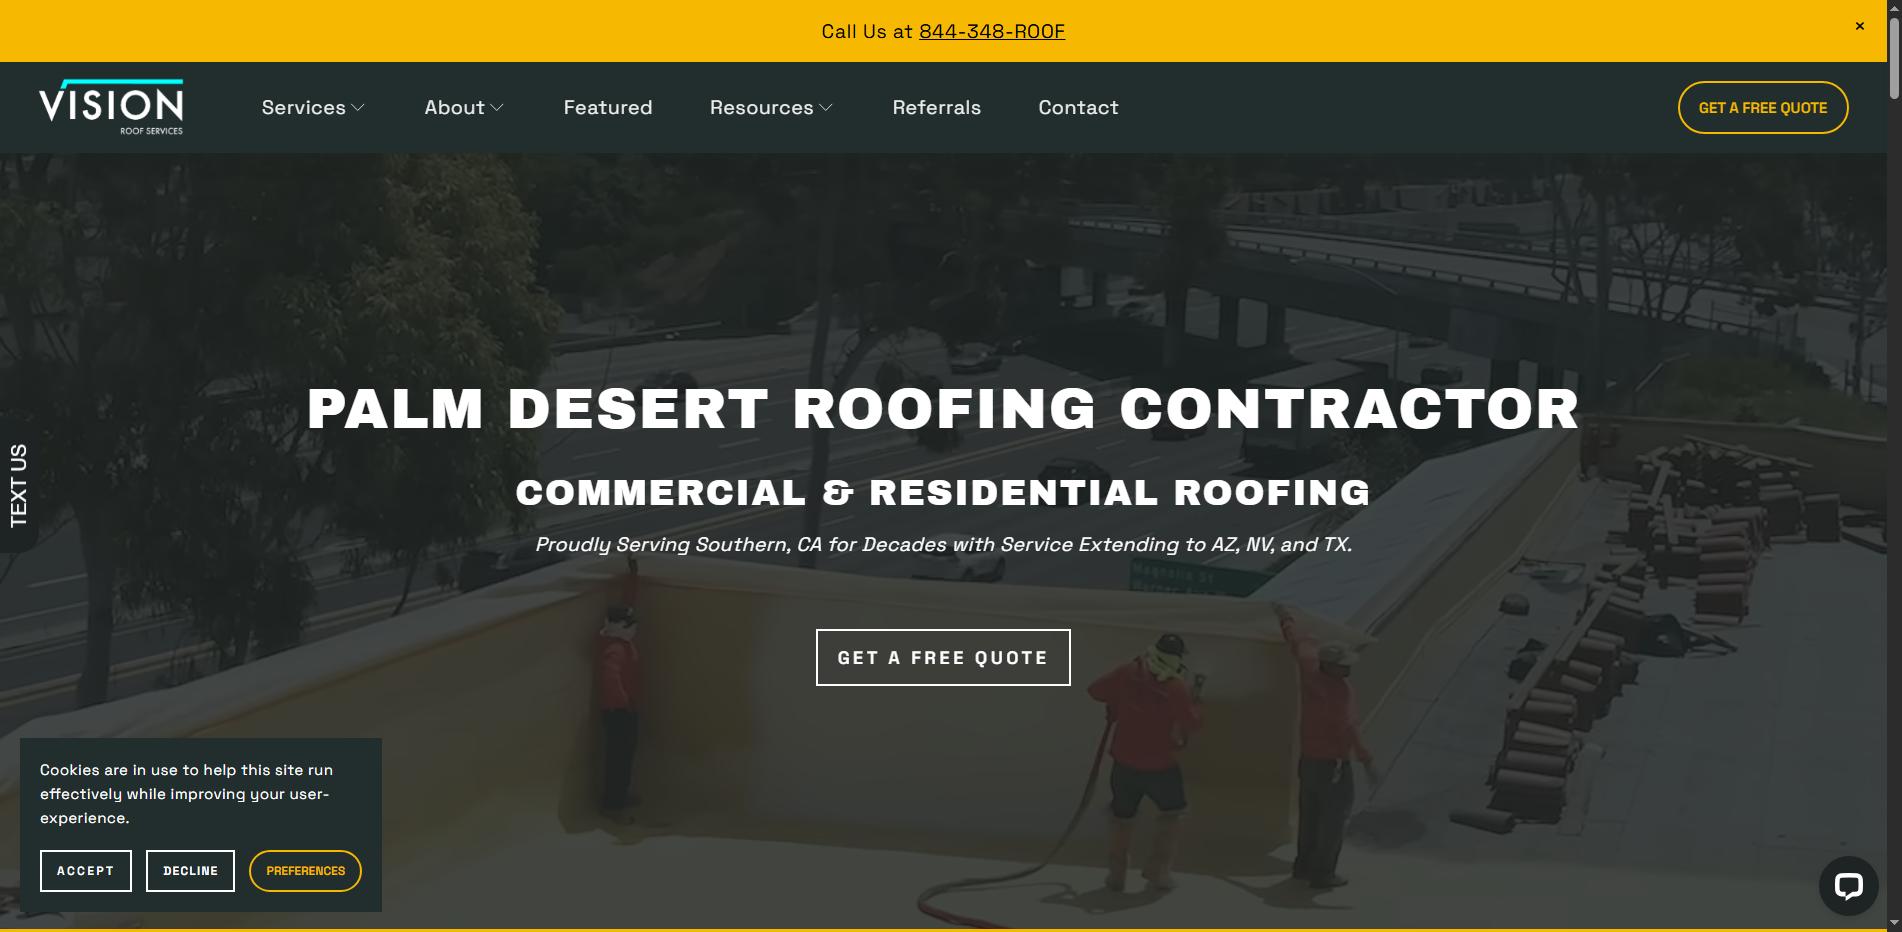 Call Us at 844-348-ROOF
×
VISION
ROOF SERVICES
Services
About
Featured
Resources
Referrals
Contact
GET A FREE QUOTE
PALM DESERT ROOFING CONTRACTOR
COMMERCIAL & RESIDENTIAL ROOFING
Proudly Serving Southern, CA for Decades with Service Extending to AZ, NV, and TX.
TEXT US
Magnolia St
GET A FREE QUOTE
Cookies are in use to help this site run
effectively while improving your user-
experience.
ACCEPT
DECLINE
PREFERENCES